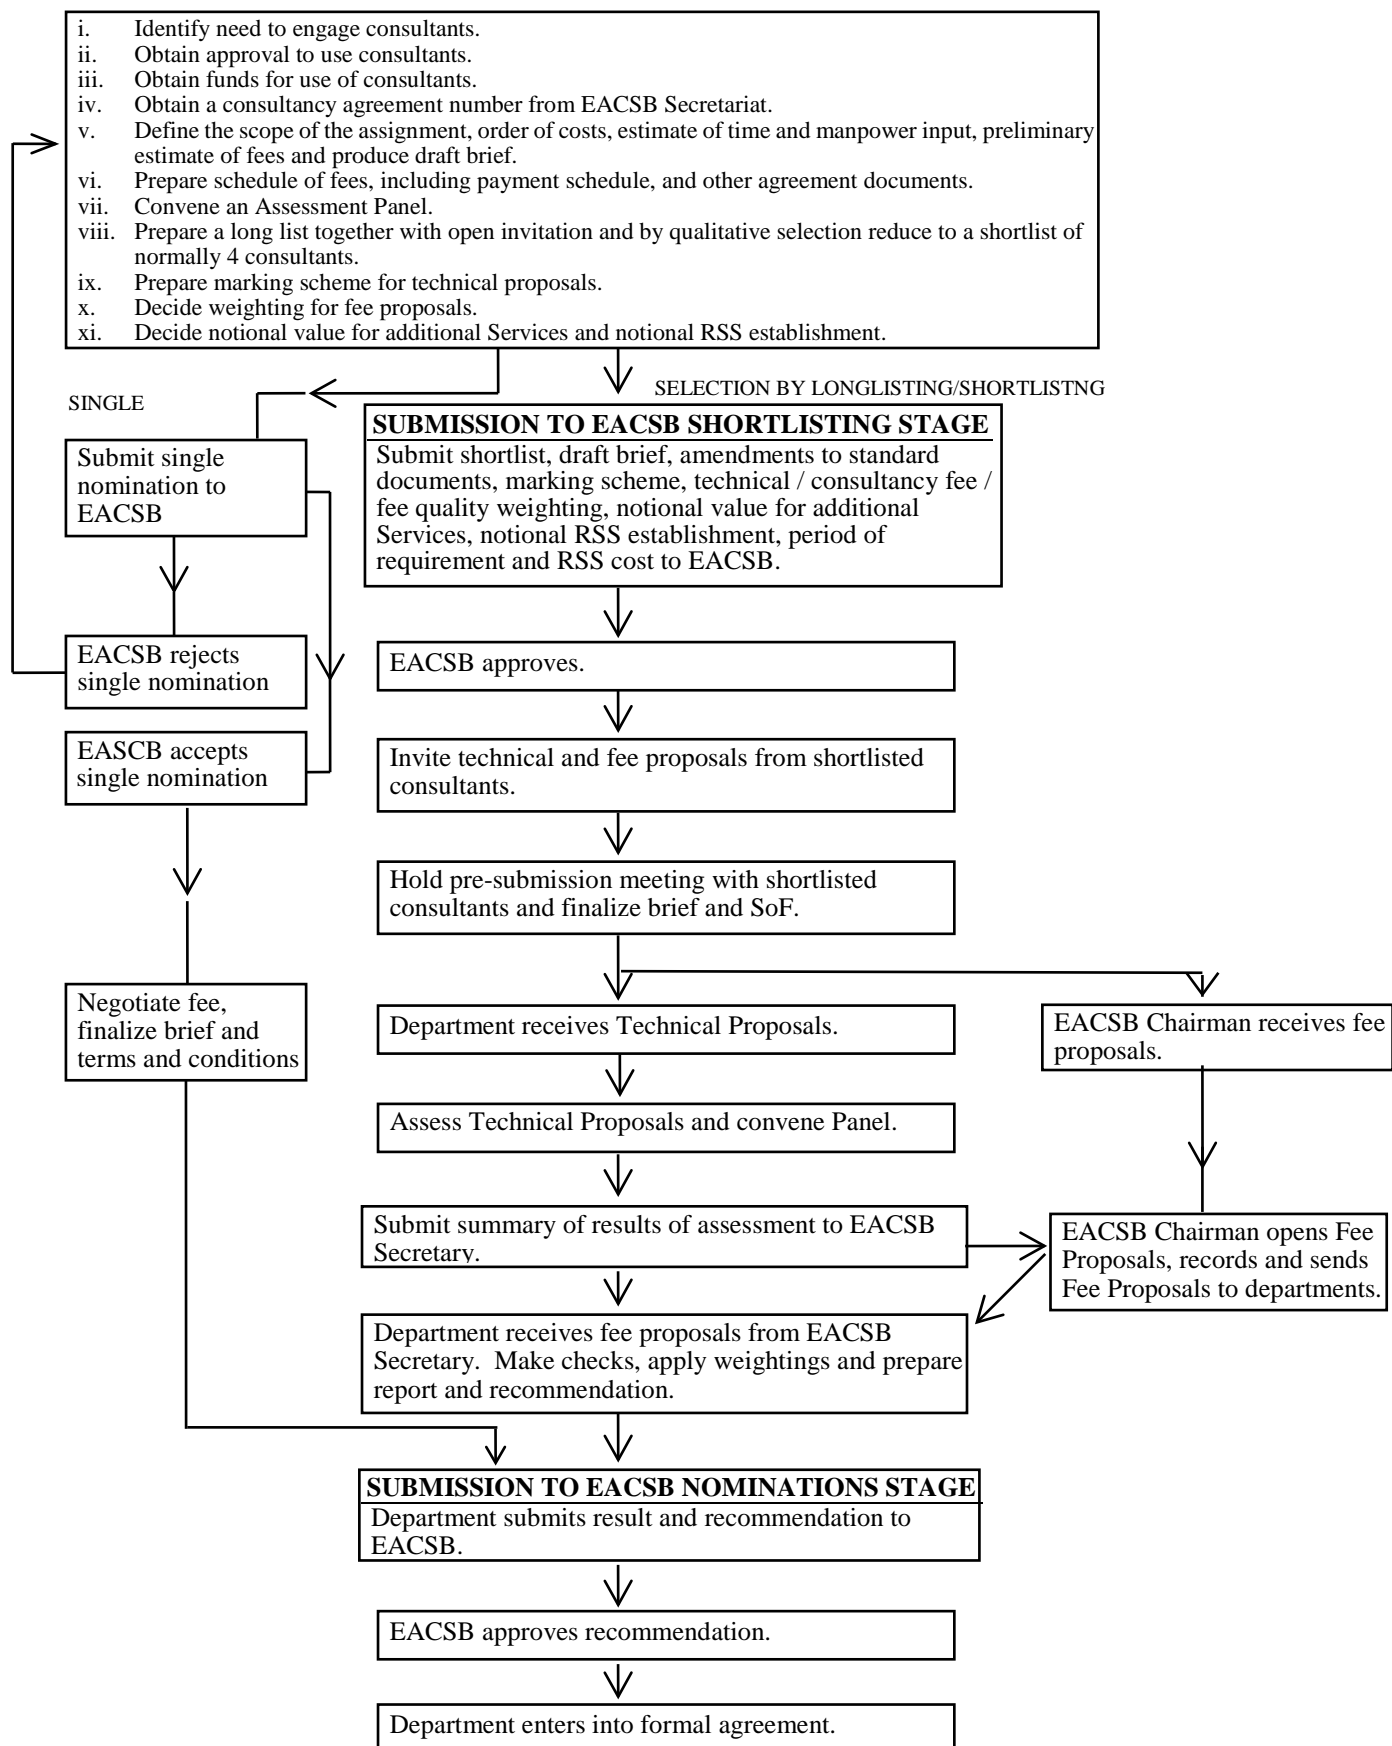 i. Identify need to engage consultants.
ii. Obtain approval to use consultants.
iii. Obtain funds for use of consultants.
iv. Obtain a consultancy agreement number from EACSB Secretariat.
v. Define the scope of the assignment, order of costs, estimate of time and manpower input, preliminary
estimate of fees and produce draft brief.
vi. Prepare schedule of fees, including payment schedule, and other agreement documents.
vii. Convene an Assessment Panel.
viii. Prepare a long list together with open invitation and by qualitative selection reduce to a shortlist of
normally 4 consultants.
ix. Prepare marking scheme for technical proposals.
x. Decide weighting for fee proposals.
xi. Decide notional value for additional Services and notional RSS establishment.
SINGLE
SELECTION BY LONGLISTING/SHORTLISTNG
Submit single
nomination to
EACSB
SUBMISSION TO EACSB SHORTLISTING STAGE
Submit shortlist, draft brief, amendments to standard
documents, marking scheme, technical / consultancy fee /
fee quality weighting, notional value for additional
Services, notional RSS establishment, period of
requirement and RSS cost to EACSB.
EACSB rejects
single nomination
EACSB approves.
EASCB accepts
single nomination
Invite technical and fee proposals from shortlisted
consultants.
Hold pre-submission meeting with shortlisted
consultants and finalize brief and SoF.
Negotiate fee,
finalize brief and
terms and conditions
Department receives Technical Proposals.
EACSB Chairman receives fee
proposals.
Assess Technical Proposals and convene Panel.
Submit summary of results of assessment to EACSB
Secretary.
EACSB Chairman opens Fee
Proposals, records and sends
Fee Proposals to departments.
Department receives fee proposals from EACSB
Secretary. Make checks, apply weightings and prepare
report and recommendation.
SUBMISSION TO EACSB NOMINATIONS STAGE
Department submits result and recommendation to
EACSB.
EACSB approves recommendation.
Department enters into formal agreement.